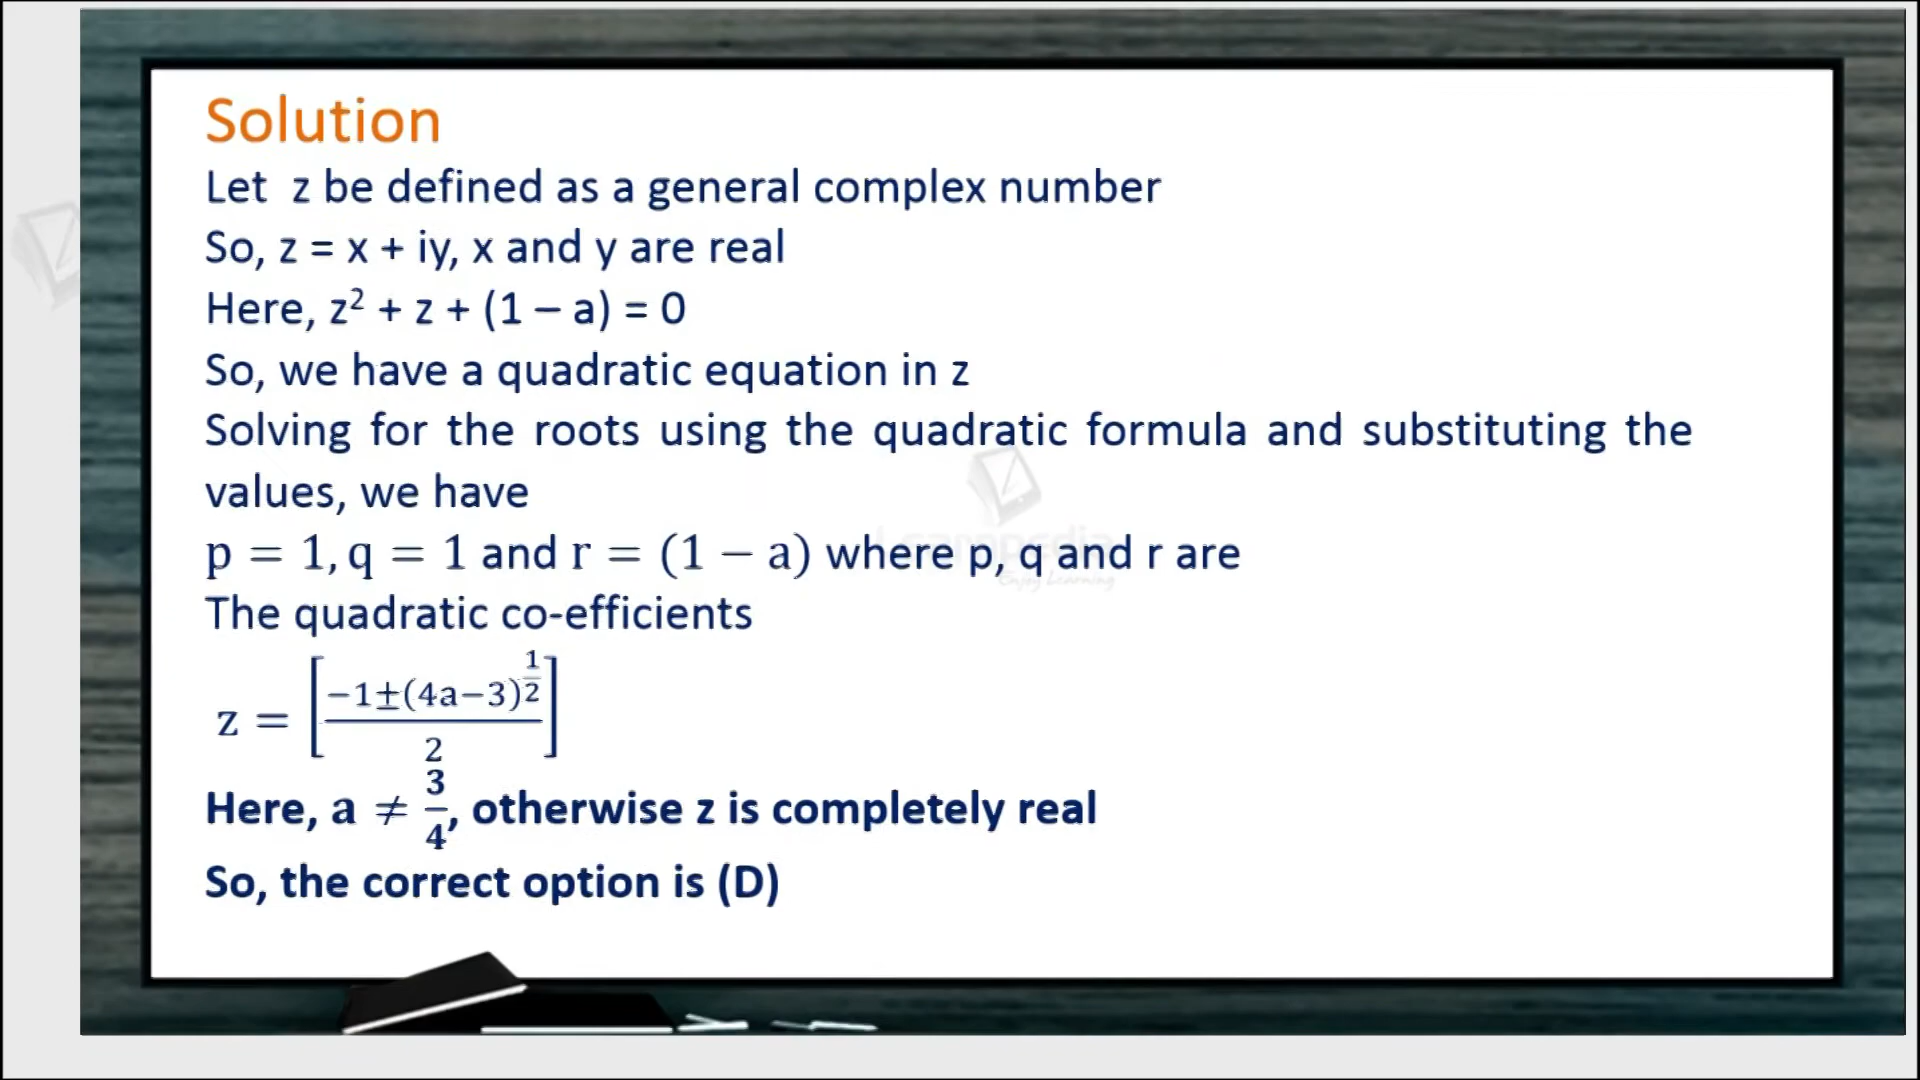 Solution
Let z be defined as a general complex number
So, z = x + iy, x and y are real
Here, z² + z + (1 – a) = 0
So, we have a quadratic equation in z
Solving for the roots using the quadratic formula and substituting the
values, we have
p = 1, q = 1 and r = (1 − a) where p, q and r are
The quadratic co-efficients
z = [(−1±(4a−3)^(1/2))/2]
Here, a ≠ 3/4, otherwise z is completely real
So, the correct option is (D)
Learnpedia
Enjoy Learning